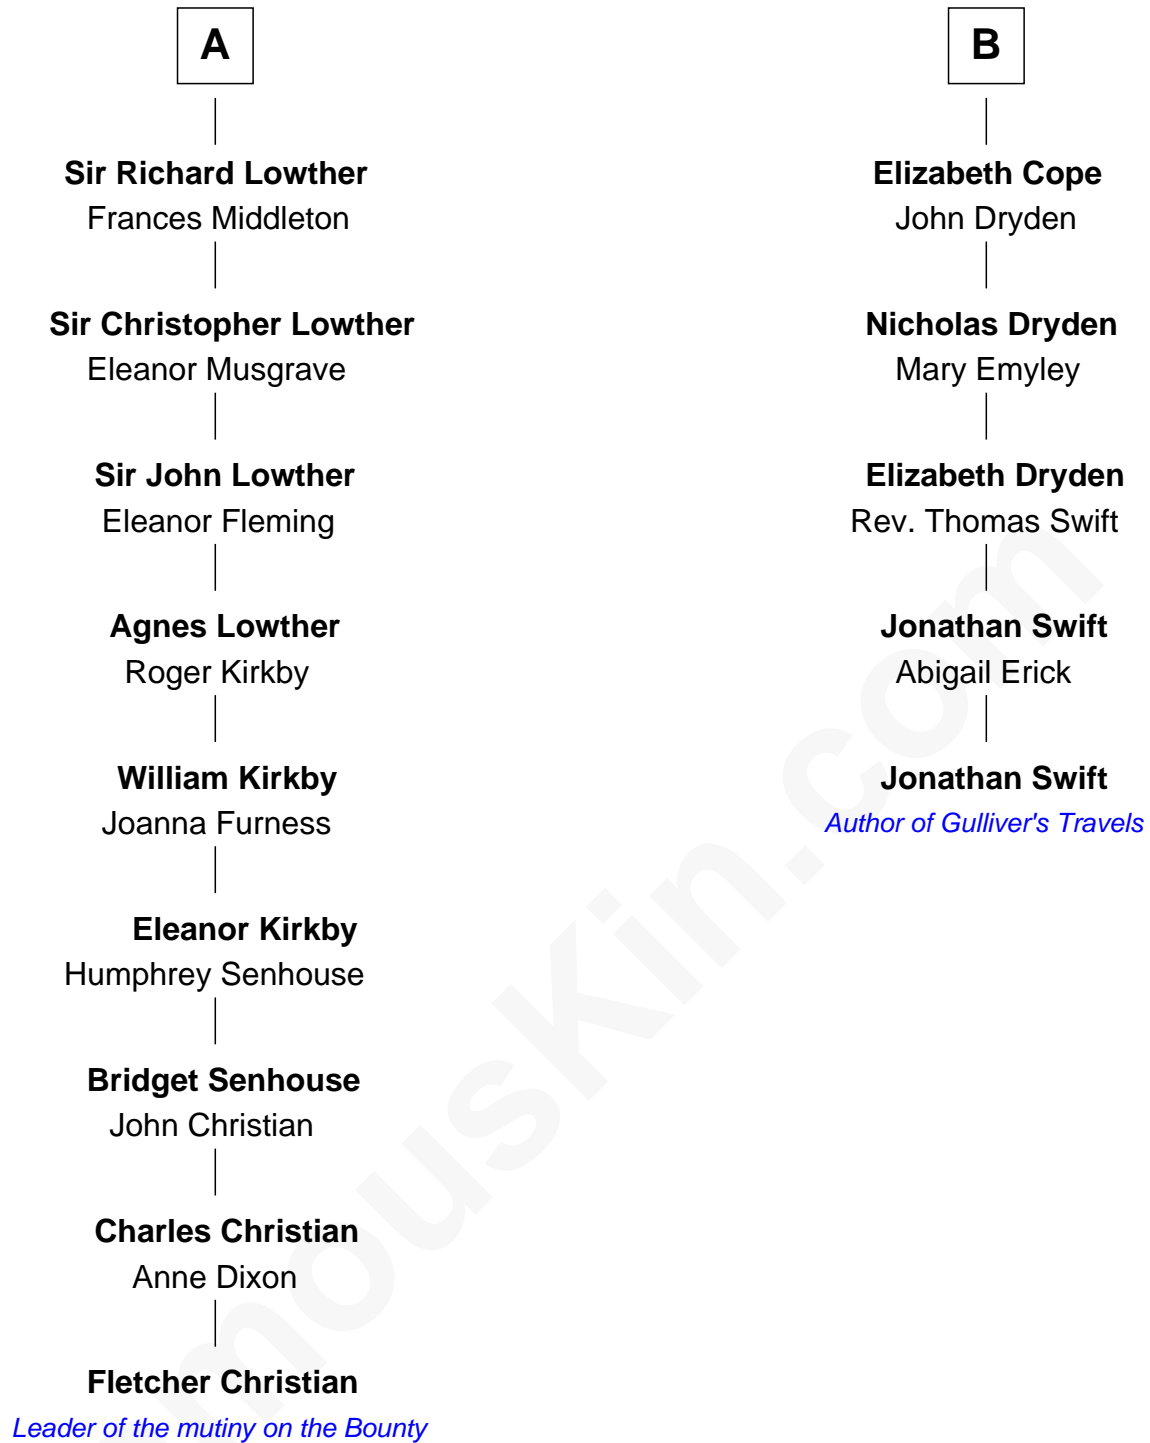 A
Sir Richard Lowther
Frances Middleton
Sir Christopher Lowther
Eleanor Musgrave
Sir John Lowther
Eleanor Fleming
Agnes Lowther
Roger Kirkby
William Kirkby
Joanna Furness
Eleanor Kirkby
Humphrey Senhouse
Bridget Senhouse
John Christian
Charles Christian
Anne Dixon
Fletcher Christian
Leader of the mutiny on the Bounty
B
Elizabeth Cope
John Dryden
Nicholas Dryden
Mary Emyley
Elizabeth Dryden
Rev. Thomas Swift
Jonathan Swift
Abigail Erick
Jonathan Swift
Author of Gulliver's Travels
mousKin.com